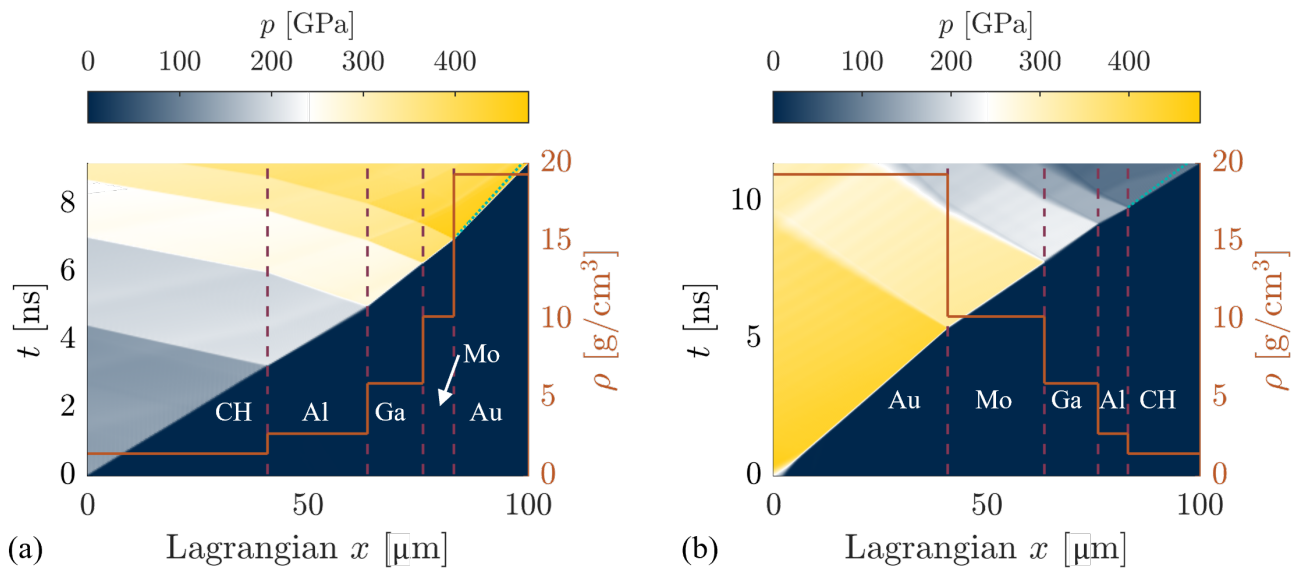 p [GPa]
0 100 200 300 400
8
6
4
2
0
t [ns]
20
15
10
5
0
ρ [g/cm³]
CH Al Ga Mo Au
0 50 100
(a) Lagrangian x [μm]
p [GPa]
0 100 200 300 400
10
5
0
t [ns]
20
15
10
5
0
ρ [g/cm³]
Au Mo Ga Al CH
0 50 100
(b) Lagrangian x [μm]